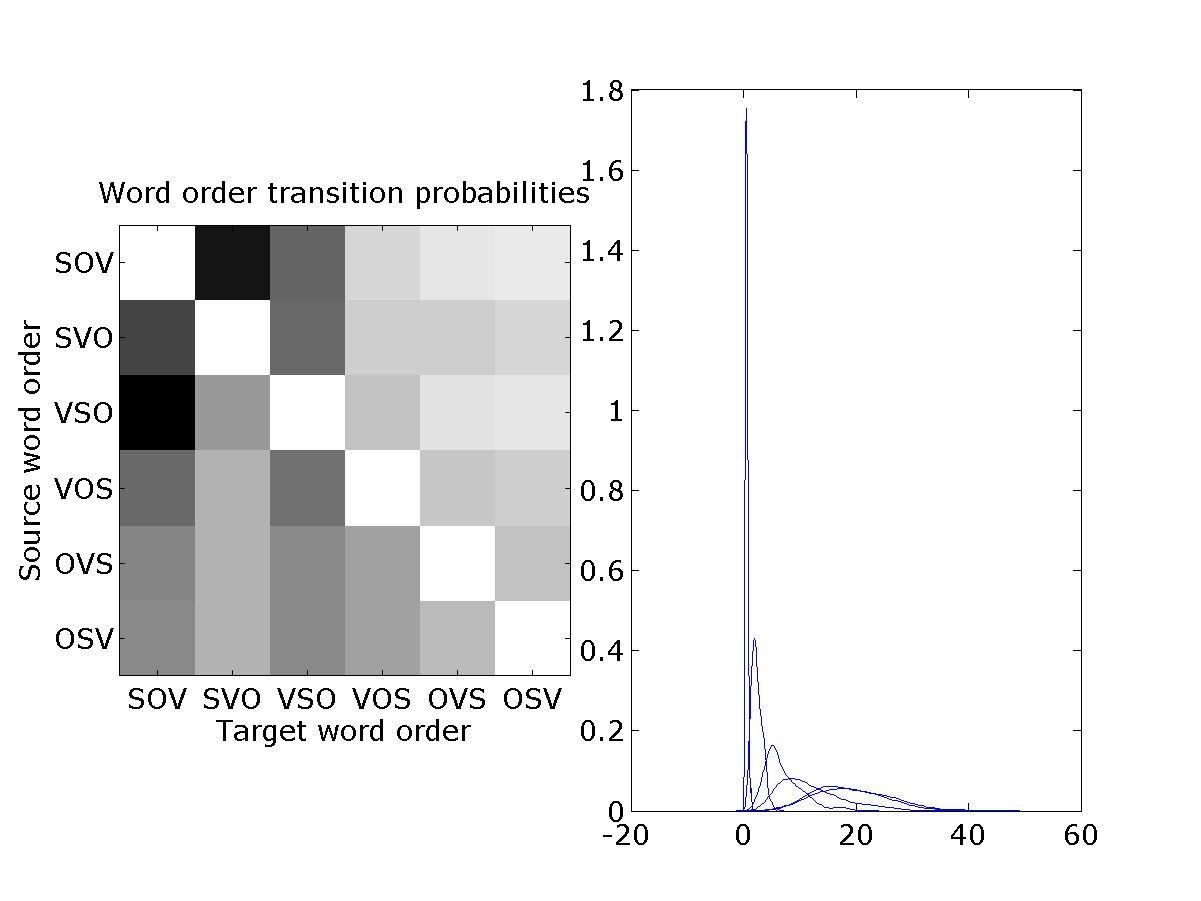 Word order transition probabilities
Source word order
SOV
SVO
VSO
VOS
OVS
OSV
SOV SVO VSO VOS OVS OSV
Target word order
1.8
1.6
1.4
1.2
1
0.8
0.6
0.4
0.2
0
-20 0 20 40 60